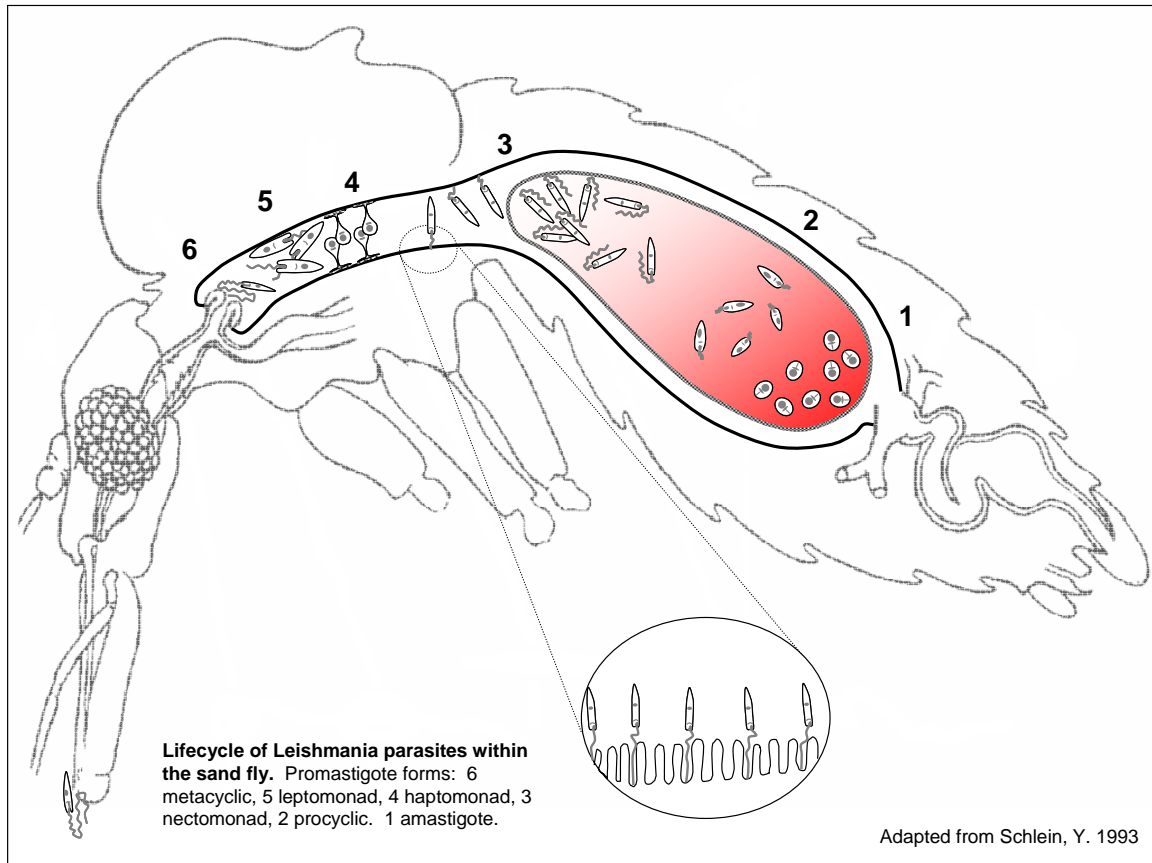 3
4
5
2
6
1
Lifecycle of Leishmania parasites within
the sand fly. Promastigote forms: 6
metacyclic, 5 leptomonad, 4 haptomonad, 3
nectomonad, 2 procyclic. 1 amastigote.
Adapted from Schlein, Y. 1993